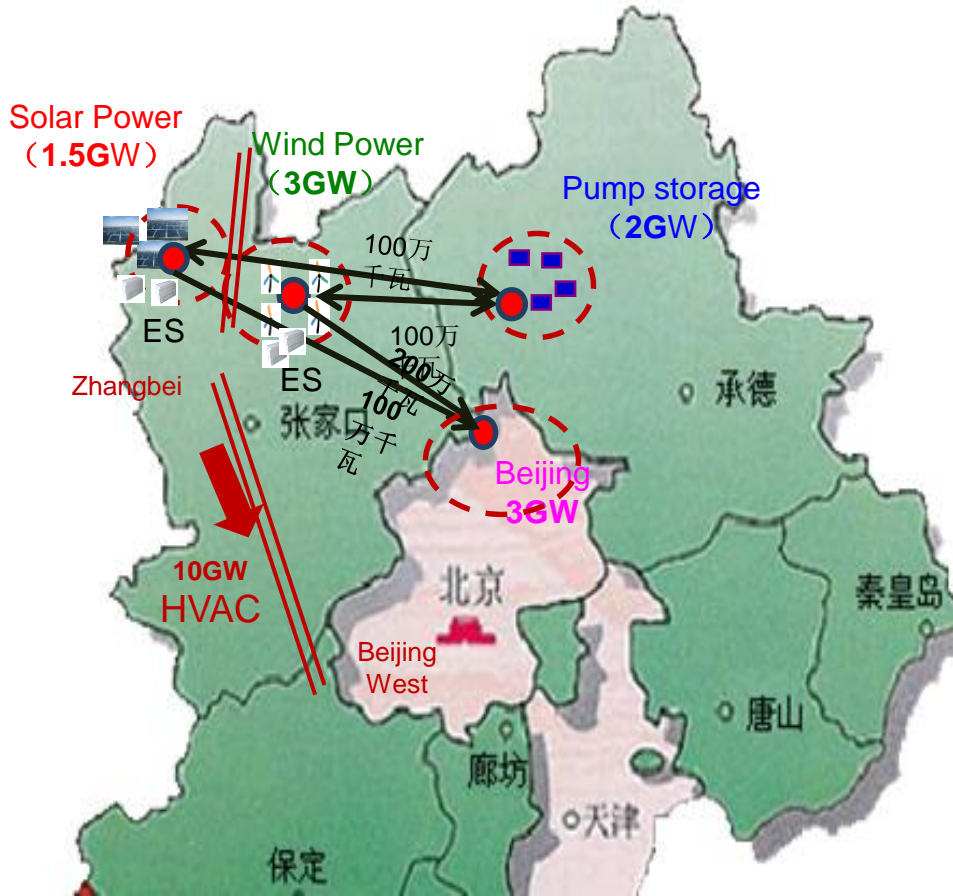 Solar Power
（1.5GW）
Wind Power
（3GW）
Pump storage
（2GW）
100万
千瓦
ES
ES
100万
千瓦
200万
千瓦
100
万千
瓦
Zhangbei
张家口
承德
Beijing
3GW
10GW
HVAC
北京
秦皇岛
Beijing
West
唐山
廊坊
天津
保定